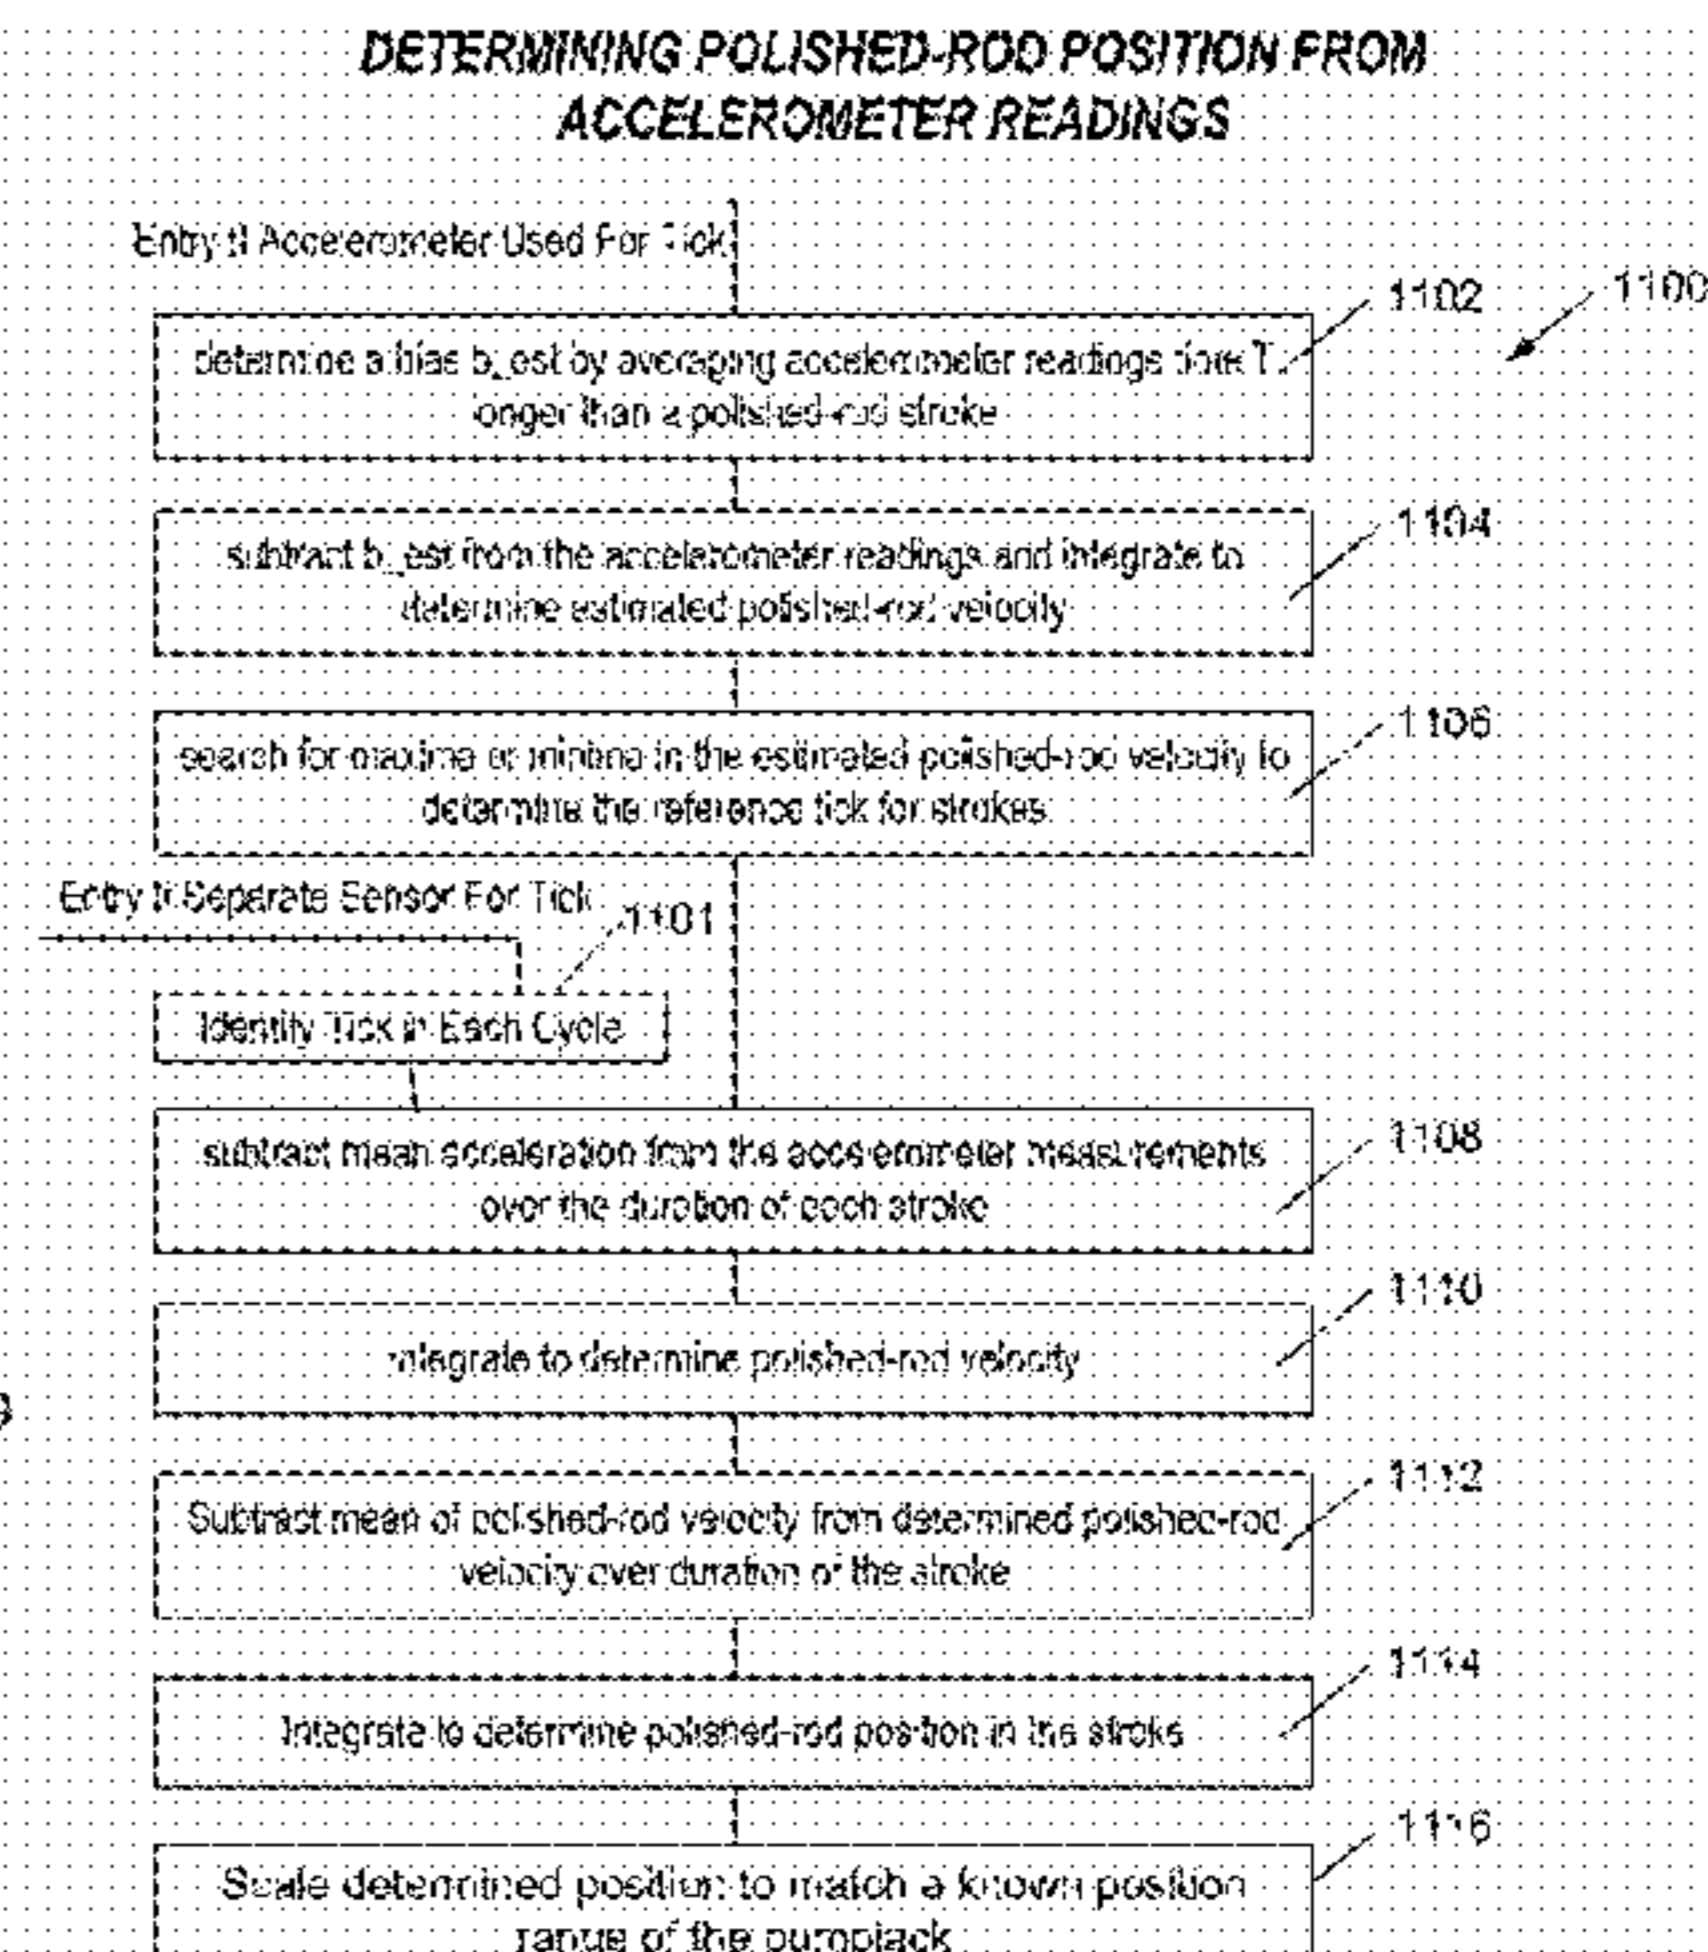 DETERMINING POLISHED-ROD POSITION FROM
ACCELEROMETER READINGS
Entry if Accelerometer Used For Tick
1102
1100
determine a bias b_est by averaging accelerometer readings time T
longer than a polished-rod stroke
1104
subtract b_est from the accelerometer readings and integrate to
determine estimated polished-rod velocity
1106
search for maxima or minima in the estimated polished-rod velocity to
determine the reference tick for strokes
Entry If Separate Sensor For Tick
1101
Identify Tick in Each Cycle
1108
subtract mean acceleration from the accelerometer measurements
over the duration of each stroke
1110
integrate to determine polished-rod velocity
1112
Subtract mean of polished-rod velocity from determined polished-rod
velocity over duration of the stroke
1114
Integrate to determine polished-rod position in the stroke
1116
Scale determined position to match a known position
range of the pumpjack